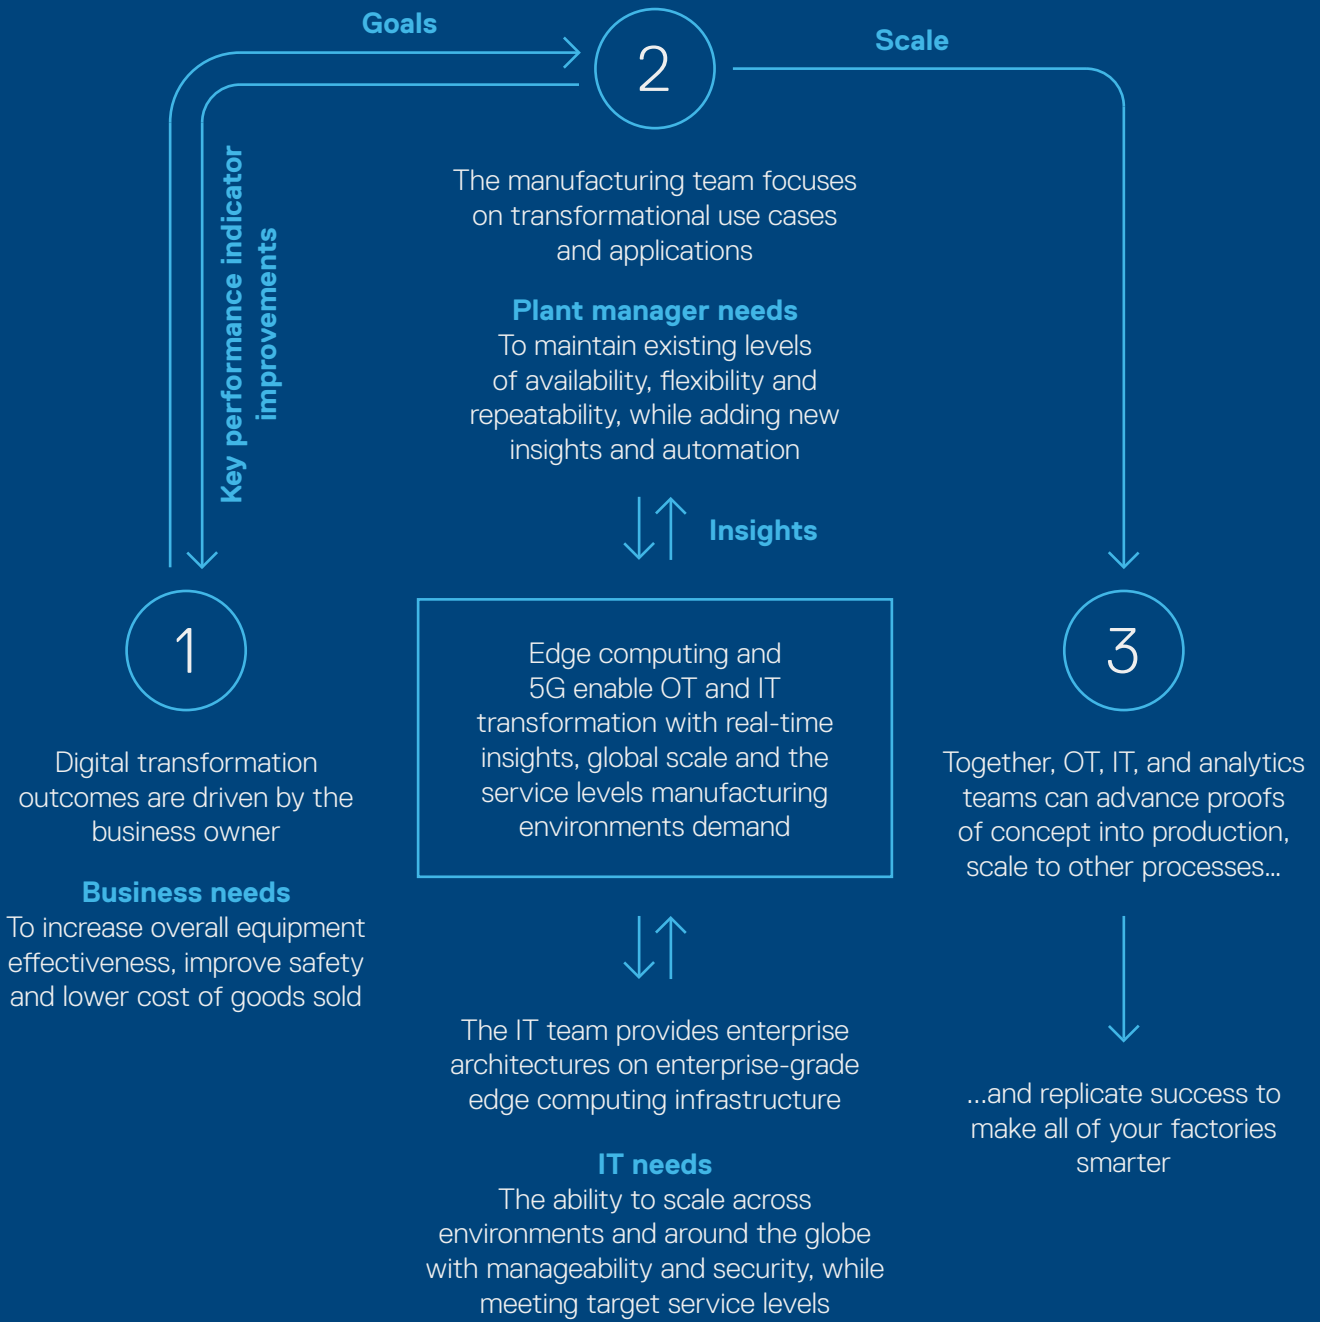 Goals
Scale
2
Key performance indicator
improvements
The manufacturing team focuses
on transformational use cases
and applications
Plant manager needs
To maintain existing levels
of availability, flexibility and
repeatability, while adding new
insights and automation
Insights
1
Digital transformation
outcomes are driven by the
business owner
Business needs
To increase overall equipment
effectiveness, improve safety
and lower cost of goods sold
Edge computing and
5G enable OT and IT
transformation with real-time
insights, global scale and the
service levels manufacturing
environments demand
The IT team provides enterprise
architectures on enterprise-grade
edge computing infrastructure
IT needs
The ability to scale across
environments and around the globe
with manageability and security, while
meeting target service levels
3
Together, OT, IT, and analytics
teams can advance proofs
of concept into production,
scale to other processes...
...and replicate success to
make all of your factories
smarter